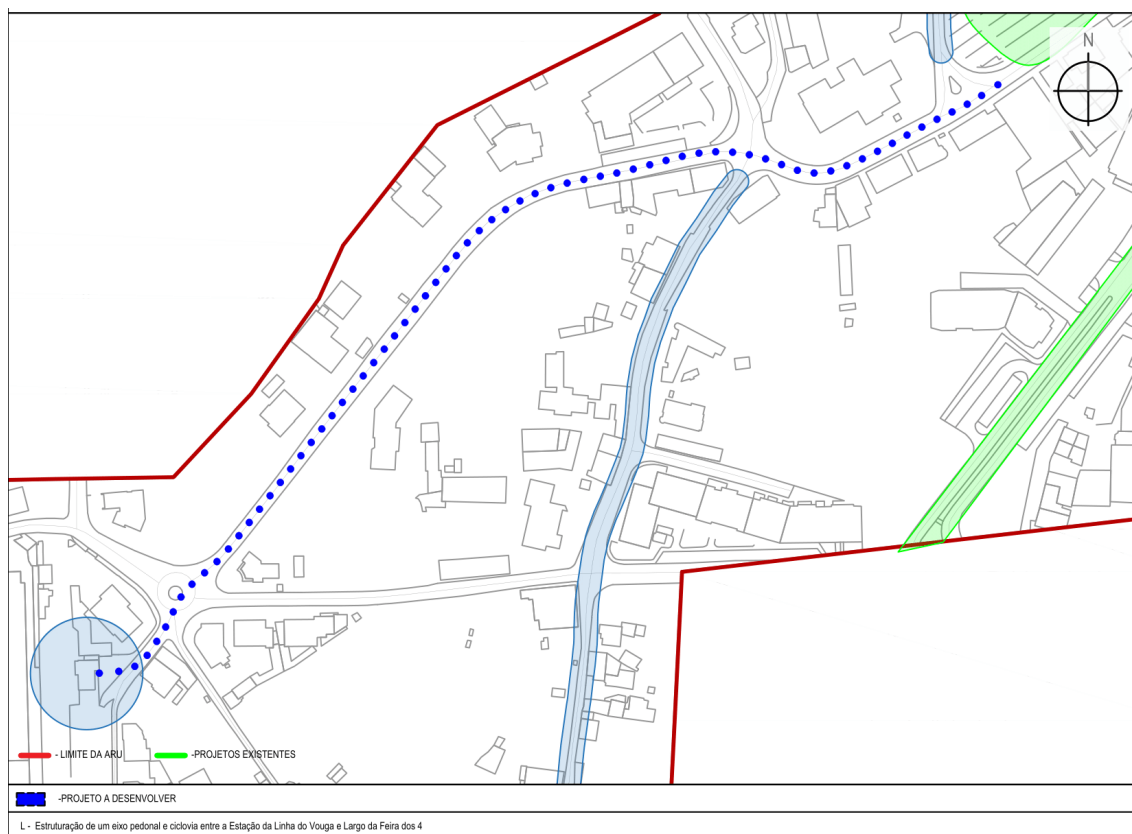 N
- LIMITE DA ARU
-PROJETOS EXISTENTES
-PROJETO A DESENVOLVER
L - Estruturação de um eixo pedonal e ciclovia entre a Estação da Linha do Vouga e Largo da Feira dos 4